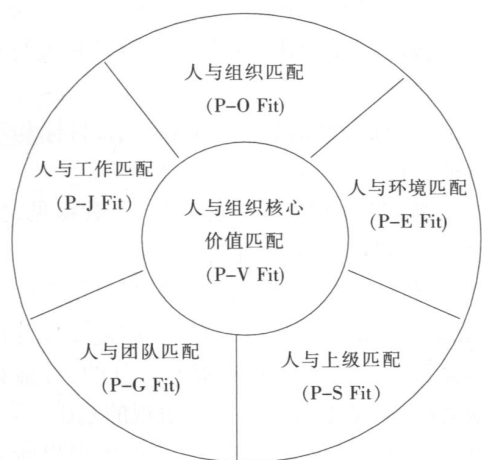 人与组织匹配
(P–O Fit)
人与工作匹配
(P–J Fit)
人与环境匹配
(P–E Fit)
人与组织核心
价值匹配
(P–V Fit)
人与团队匹配
(P–G Fit)
人与上级匹配
(P–S Fit)